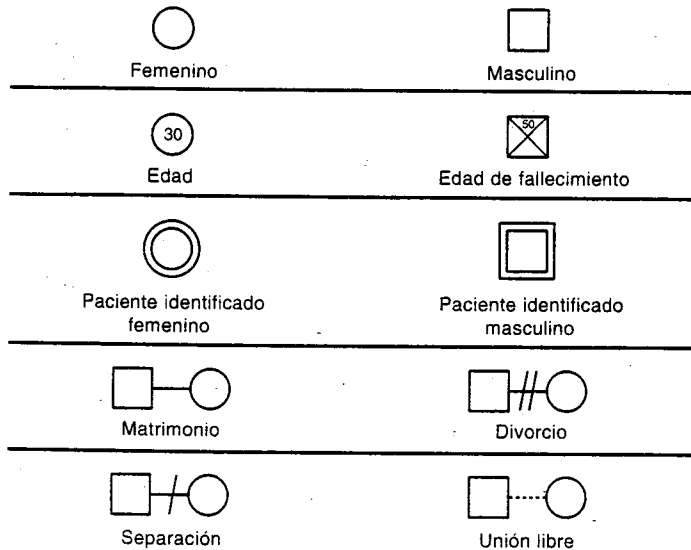 Femenino
Masculino
30
50
Edad
Edad de fallecimiento
Paciente identificado
femenino
Paciente identificado
masculino
Matrimonio
Divorcio
Separación
Unión libre